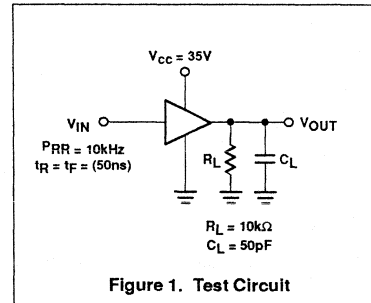 VCC = 35V
VIN
VOUT
PRR = 10kHz
tR = tF = (50ns)
RL
CL
RL = 10kΩ
CL = 50pF
Figure 1. Test Circuit